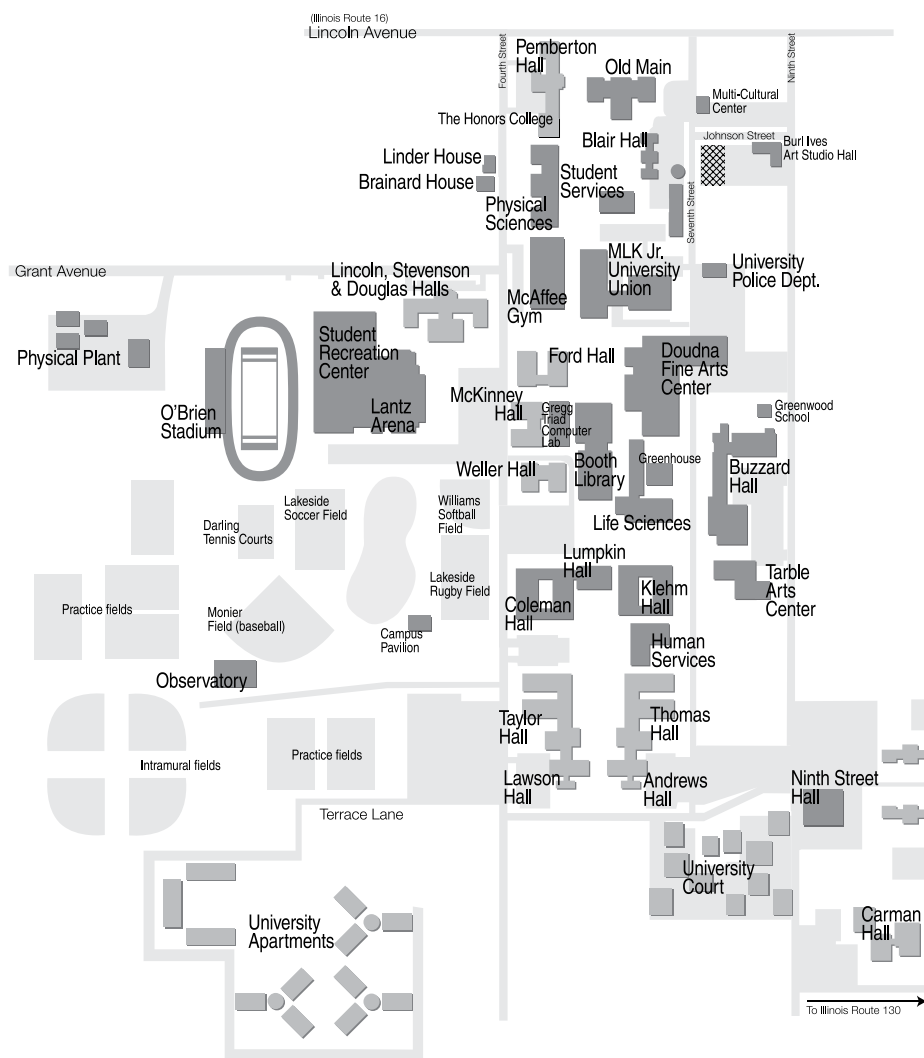 (Illinois Route 16)
Lincoln Avenue
Fourth Street
Ninth Street
Pemberton
Hall
Old Main
Multi-Cultural
Center
The Honors College
Blair Hall
Johnson Street
Burl Ives
Art Studio Hall
Linder House
Brainard House
Student
Services
Physical
Sciences
Seventh Street
Grant Avenue
Lincoln, Stevenson
& Douglas Halls
McAffee
Gym
MLK Jr.
University
Union
University
Police Dept.
Physical Plant
Student
Recreation
Center
Ford Hall
Doudna
Fine Arts
Center
O'Brien
Stadium
Lantz
Arena
McKinney
Hall
Gregg
Triad
Computer
Lab
Greenwood
School
Weller Hall
Booth
Library
Greenhouse
Buzzard
Hall
Lakeside
Soccer Field
Williams
Softball
Field
Darling
Tennis Courts
Life Sciences
Lumpkin
Hall
Lakeside
Rugby Field
Coleman
Hall
Klehm
Hall
Tarble
Arts
Center
Practice fields
Monier
Field (baseball)
Campus
Pavilion
Human
Services
Observatory
Taylor
Hall
Thomas
Hall
Intramural fields
Practice fields
Lawson
Hall
Andrews
Hall
Ninth Street
Hall
Terrace Lane
University
Court
University
Apartments
Carman
Hall
To Illinois Route 130